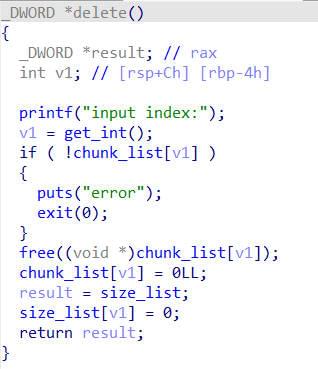 _DWORD *delete()
{
  _DWORD *result; // rax
  int v1; // [rsp+Ch] [rbp-4h]

  printf("input index:");
  v1 = get_int();
  if ( !chunk_list[v1] )
  {
    puts("error");
    exit(0);
  }
  free((void *)chunk_list[v1]);
  chunk_list[v1] = 0LL;
  result = size_list;
  size_list[v1] = 0;
  return result;
}